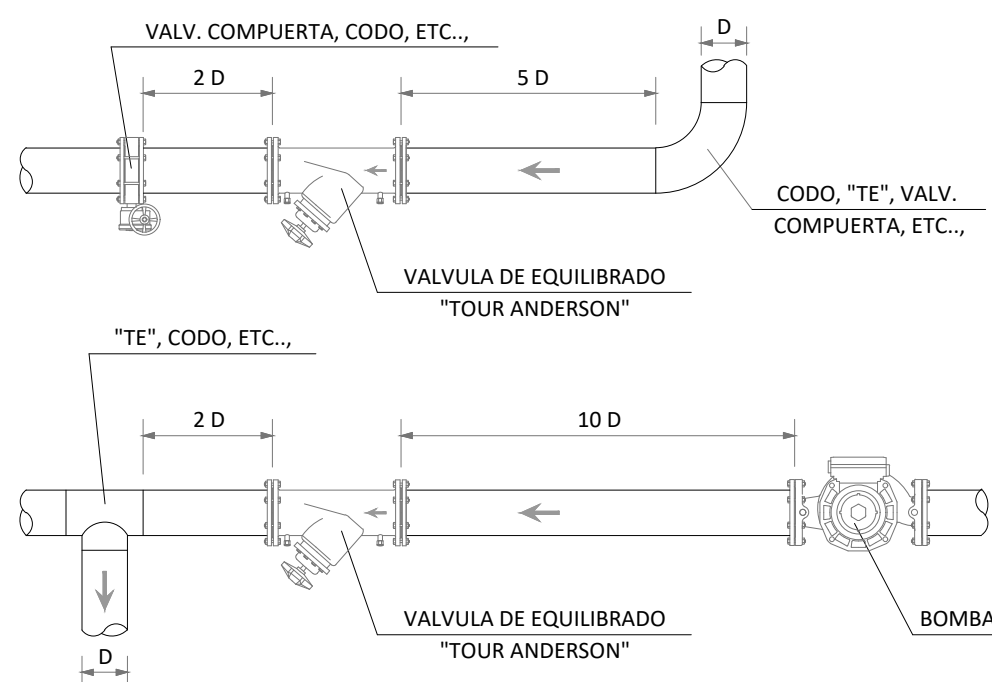 VALV. COMPUERTA, CODO, ETC..,
D
2 D
5 D
CODO, "TE", VALV.
COMPUERTA, ETC..,
VALVULA DE EQUILIBRADO
"TOUR ANDERSON"
"TE", CODO, ETC..,
2 D
10 D
VALVULA DE EQUILIBRADO
"TOUR ANDERSON"
BOMBA
D